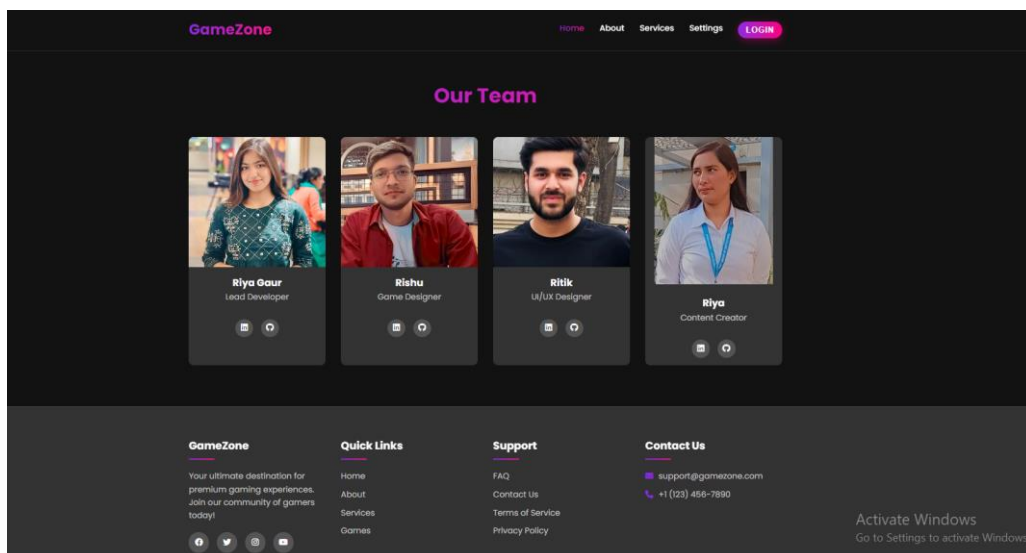 GameZone
Home About Services Settings LOGIN
Our Team
Riya Gaur
Lead Developer
Rishu
Game Designer
Ritik
UI/UX Designer
Riya
Content Creator
GameZone
Your ultimate destination for
premium gaming experiences.
Join our community of gamers
today!
Quick Links
Home
About
Services
Games
Support
FAQ
Contact Us
Terms of Service
Privacy Policy
Contact Us
support@gamezone.com
+1 (123) 456-7890
Activate Windows
Go to Settings to activate Windows